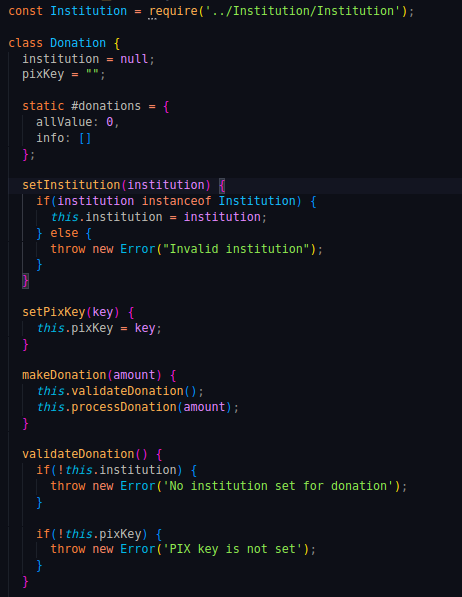 const Institution = require('../Institution/Institution');
class Donation {
institution = null;
pixKey = "";
static #donations = {
allValue: 0,
info: []
};
setInstitution(institution) {
if(institution instanceof Institution) {
this.institution = institution;
} else {
throw new Error("Invalid institution");
}
}
setPixKey(key) {
this.pixKey = key;
}
makeDonation(amount) {
this.validateDonation();
this.processDonation(amount);
}
validateDonation() {
if(!this.institution) {
throw new Error('No institution set for donation');
}
if(!this.pixKey) {
throw new Error('PIX key is not set');
}
}